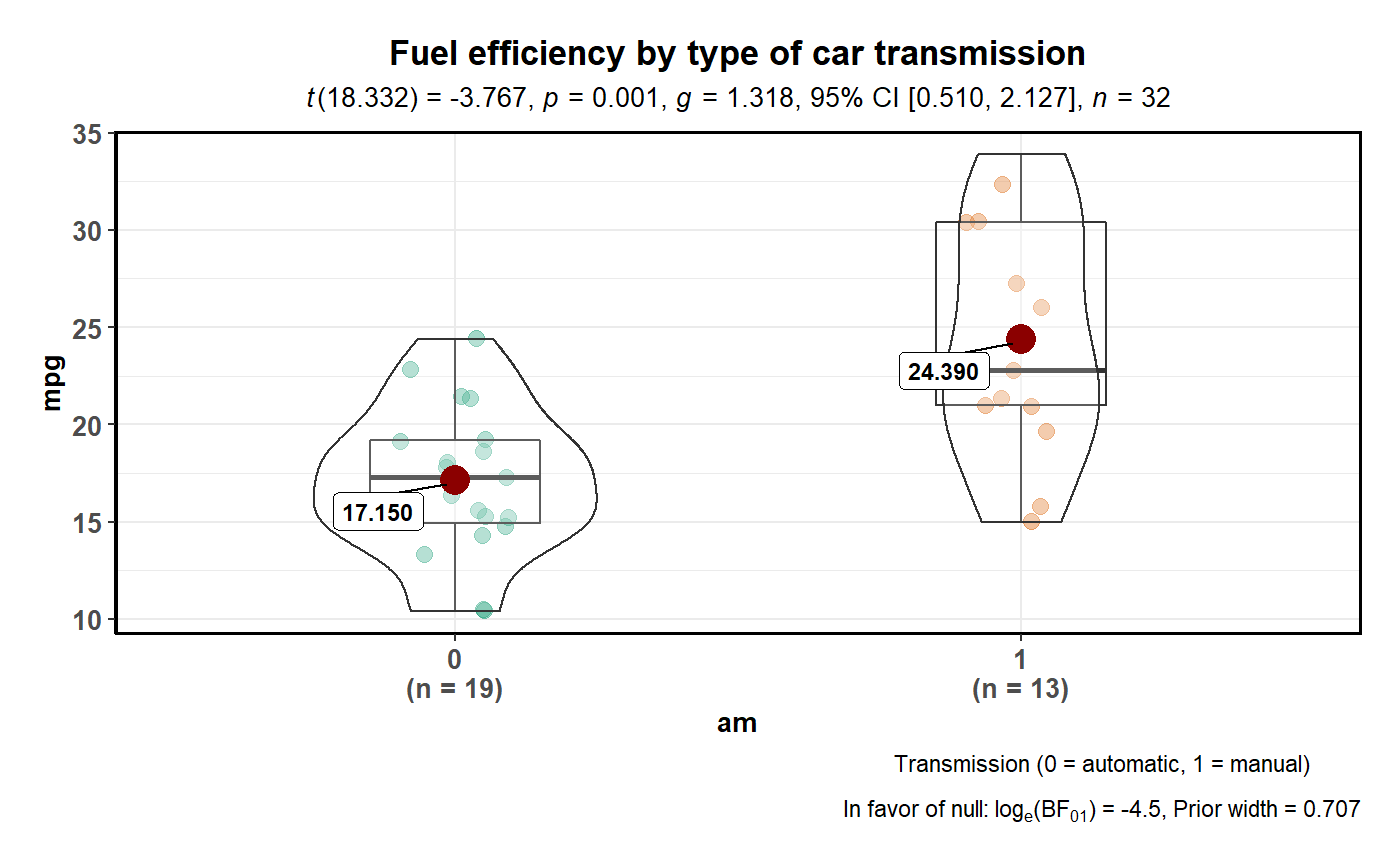 Fuel efficiency by type of car transmission
t(18.332) = -3.767, p = 0.001, g = 1.318, 95% CI [0.510, 2.127], n = 32
35
30
25
20
15
10
mpg
24.390
17.150
0
(n = 19)
1
(n = 13)
am
Transmission (0 = automatic, 1 = manual)
In favor of null: logₑ(BF₀₁) = -4.5, Prior width = 0.707